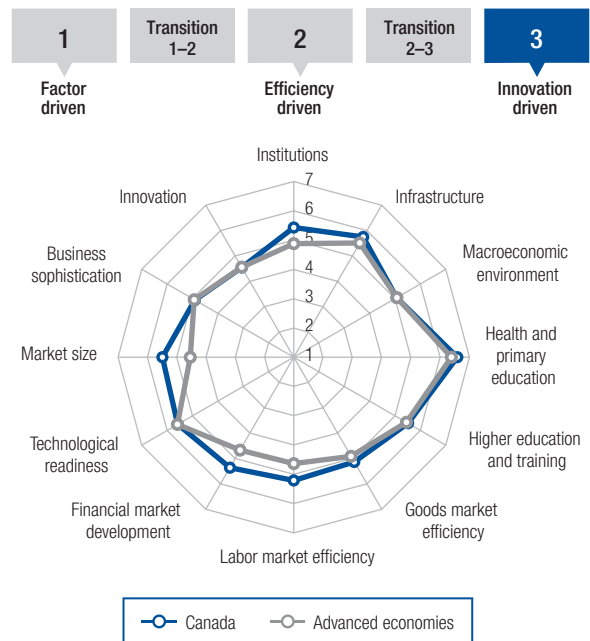 1
Transition
1–2
2
Transition
2–3
3
Factor
driven
Efficiency
driven
Innovation
driven
Institutions
Infrastructure
Macroeconomic
environment
Health and
primary
education
Higher education
and training
Goods market
efficiency
Labor market efficiency
Financial market
development
Technological
readiness
Market size
Business
sophistication
Innovation
7
6
5
4
3
2
1
Canada
Advanced economies